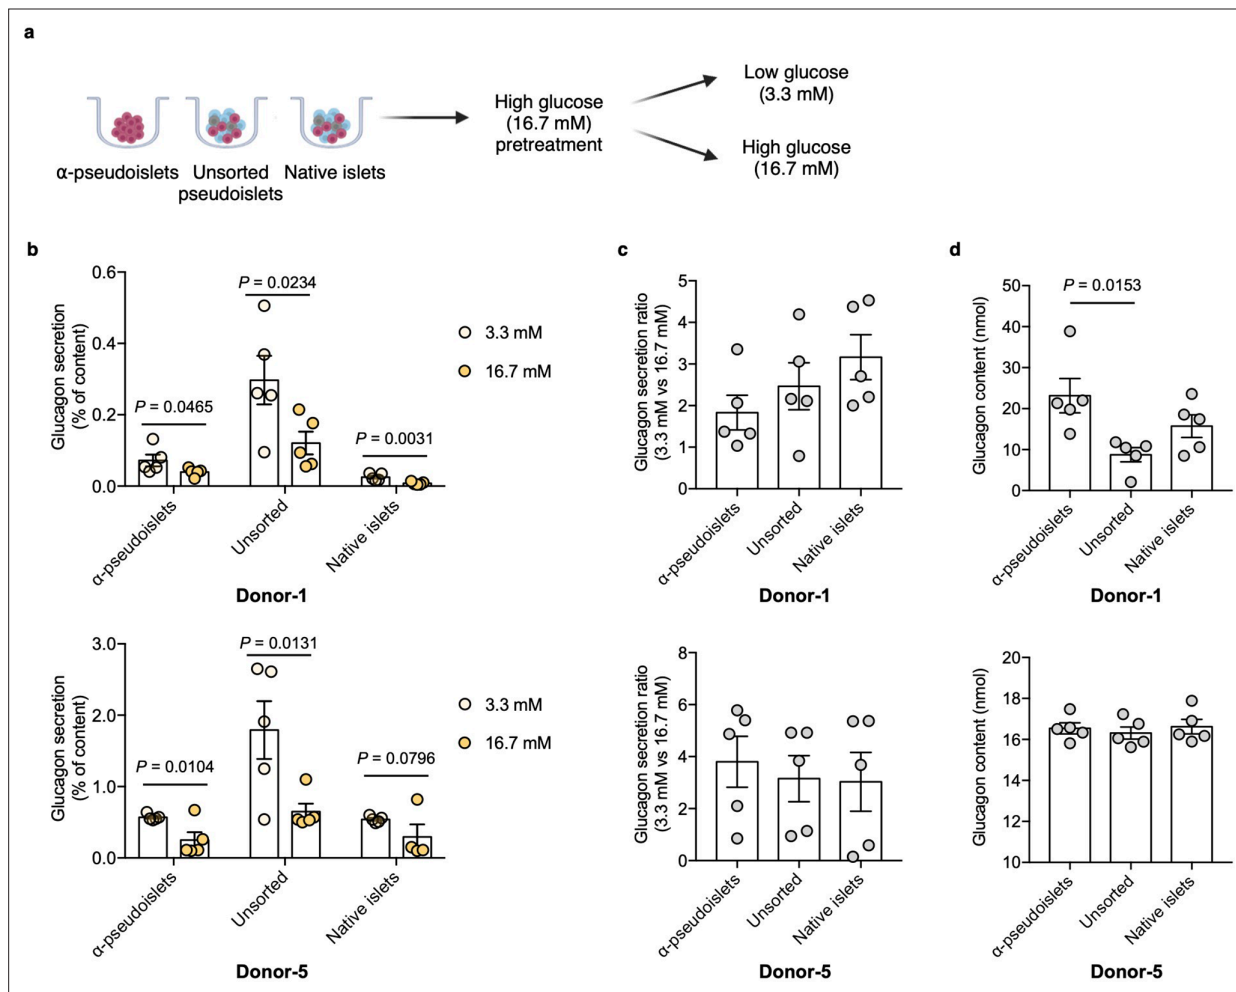 a
α-pseudoislets
Unsorted
pseudoislets
Native islets
High glucose
(16.7 mM)
pretreatment
Low glucose
(3.3 mM)
High glucose
(16.7 mM)
b
Glucagon secretion
(% of content)
0.6
0.4
0.2
0.0
P = 0.0465
P = 0.0234
P = 0.0031
3.3 mM
16.7 mM
α-pseudoislets
Unsorted
Native islets
Donor-1
c
Glucagon secretion ratio
(3.3 mM vs 16.7 mM)
5
4
3
2
1
0
α-pseudoislets
Unsorted
Native islets
Donor-1
d
Glucagon content (nmol)
50
40
30
20
10
0
P = 0.0153
α-pseudoislets
Unsorted
Native islets
Donor-1
Glucagon secretion
(% of content)
3.0
2.0
1.0
0.0
P = 0.0104
P = 0.0131
P = 0.0796
3.3 mM
16.7 mM
α-pseudoislets
Unsorted
Native islets
Donor-5
Glucagon secretion ratio
(3.3 mM vs 16.7 mM)
8
6
4
2
0
α-pseudoislets
Unsorted
Native islets
Donor-5
Glucagon content (nmol)
20
18
16
14
12
10
α-pseudoislets
Unsorted
Native islets
Donor-5